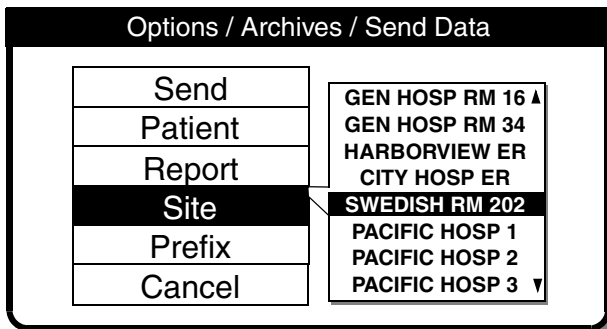 Options / Archives / Send Data
Send
Patient
Report
Site
Prefix
Cancel
GEN HOSP RM 16
GEN HOSP RM 34
HARBORVIEW ER
CITY HOSP ER
SWEDISH RM 202
PACIFIC HOSP 1
PACIFIC HOSP 2
PACIFIC HOSP 3